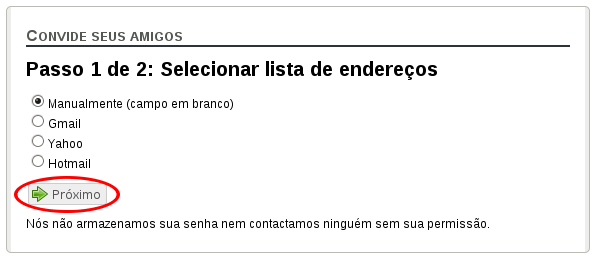 CONVIDE SEUS AMIGOS
Passo 1 de 2: Selecionar lista de endereços
Manualmente (campo em branco)
Gmail
Yahoo
Hotmail
Próximo
Nós não armazenamos sua senha nem contactamos ninguém sem sua permissão.